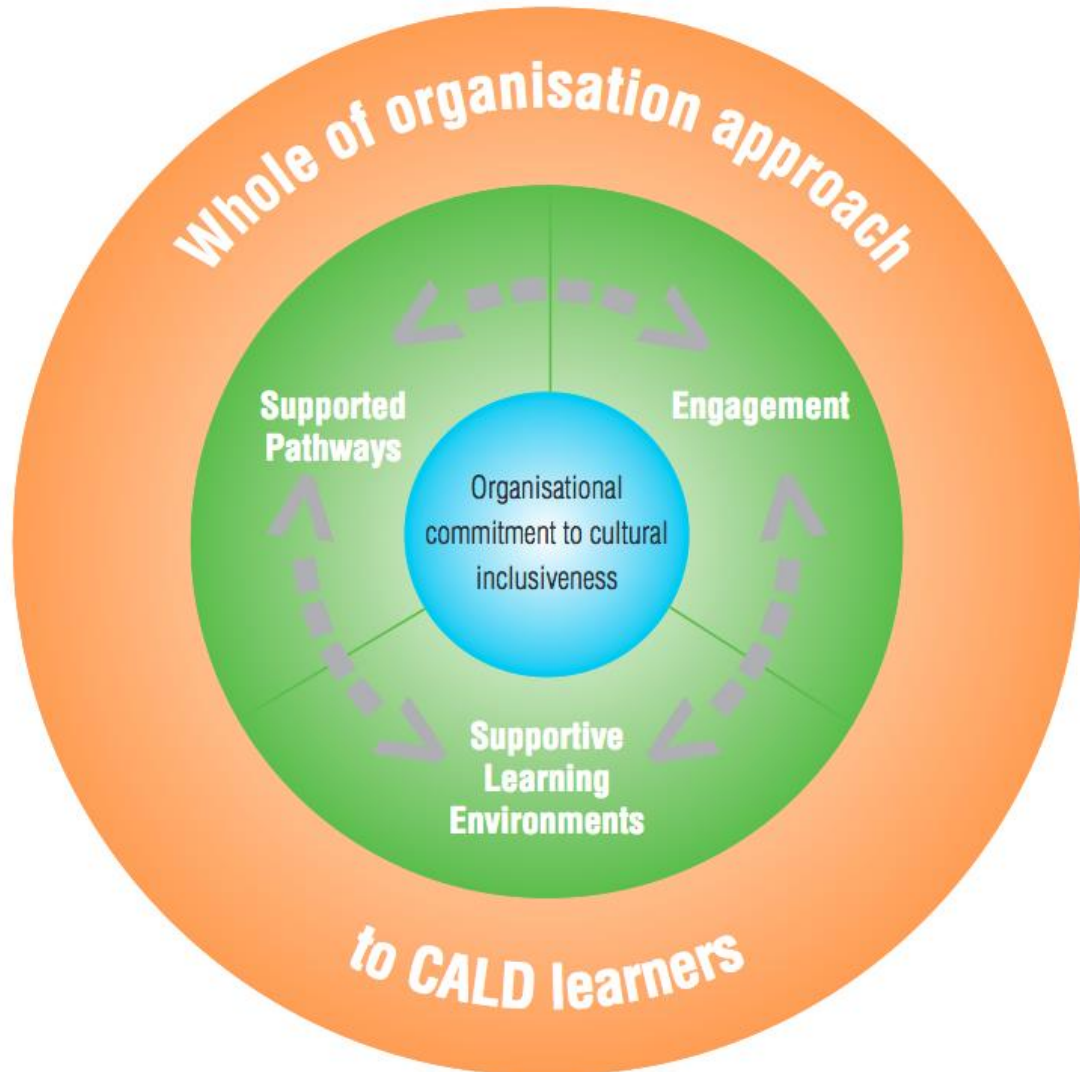 Whole of organisation approach
Supported
Pathways
Engagement
Organisational
commitment to cultural
inclusiveness
Supportive
Learning
Environments
to CALD learners